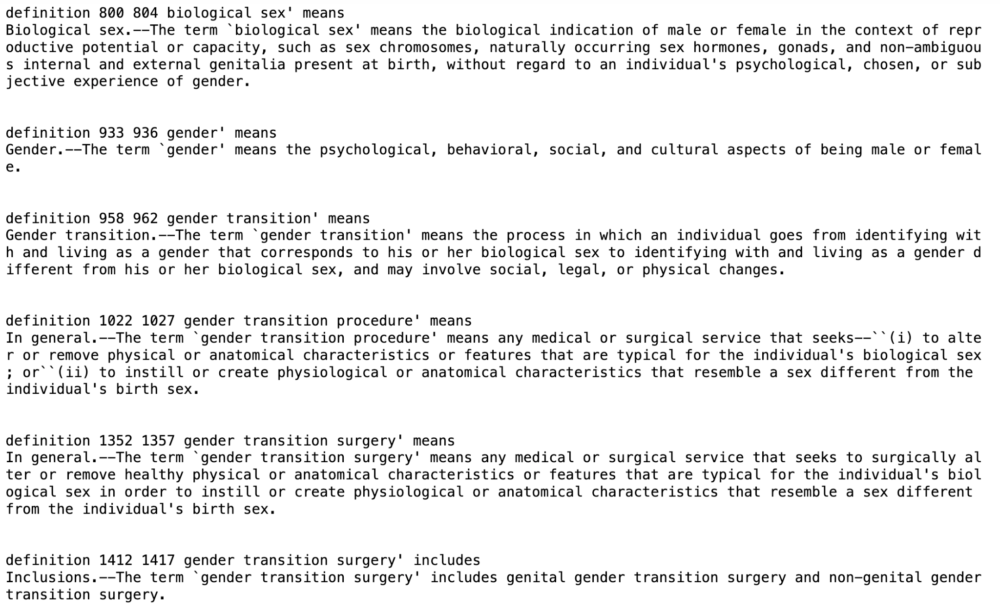 definition 800 804 biological sex' means
Biological sex.--The term `biological sex' means the biological indication of male or female in the context of repr
oductive potential or capacity, such as sex chromosomes, naturally occurring sex hormones, gonads, and non-ambiguou
s internal and external genitalia present at birth, without regard to an individual's psychological, chosen, or sub
jective experience of gender.
definition 933 936 gender' means
Gender.--The term `gender' means the psychological, behavioral, social, and cultural aspects of being male or femal
e.
definition 958 962 gender transition' means
Gender transition.--The term `gender transition' means the process in which an individual goes from identifying wit
h and living as a gender that corresponds to his or her biological sex to identifying with and living as a gender d
ifferent from his or her biological sex, and may involve social, legal, or physical changes.
definition 1022 1027 gender transition procedure' means
In general.--The term `gender transition procedure' means any medical or surgical service that seeks--``(i) to alte
r or remove physical or anatomical characteristics or features that are typical for the individual's biological sex
; or``(ii) to instill or create physiological or anatomical characteristics that resemble a sex different from the
individual's birth sex.
definition 1352 1357 gender transition surgery' means
In general.--The term `gender transition surgery' means any medical or surgical service that seeks to surgically al
ter or remove healthy physical or anatomical characteristics or features that are typical for the individual's biol
ogical sex in order to instill or create physiological or anatomical characteristics that resemble a sex different
from the individual's birth sex.
definition 1412 1417 gender transition surgery' includes
Inclusions.--The term `gender transition surgery' includes genital gender transition surgery and non-genital gender
transition surgery.